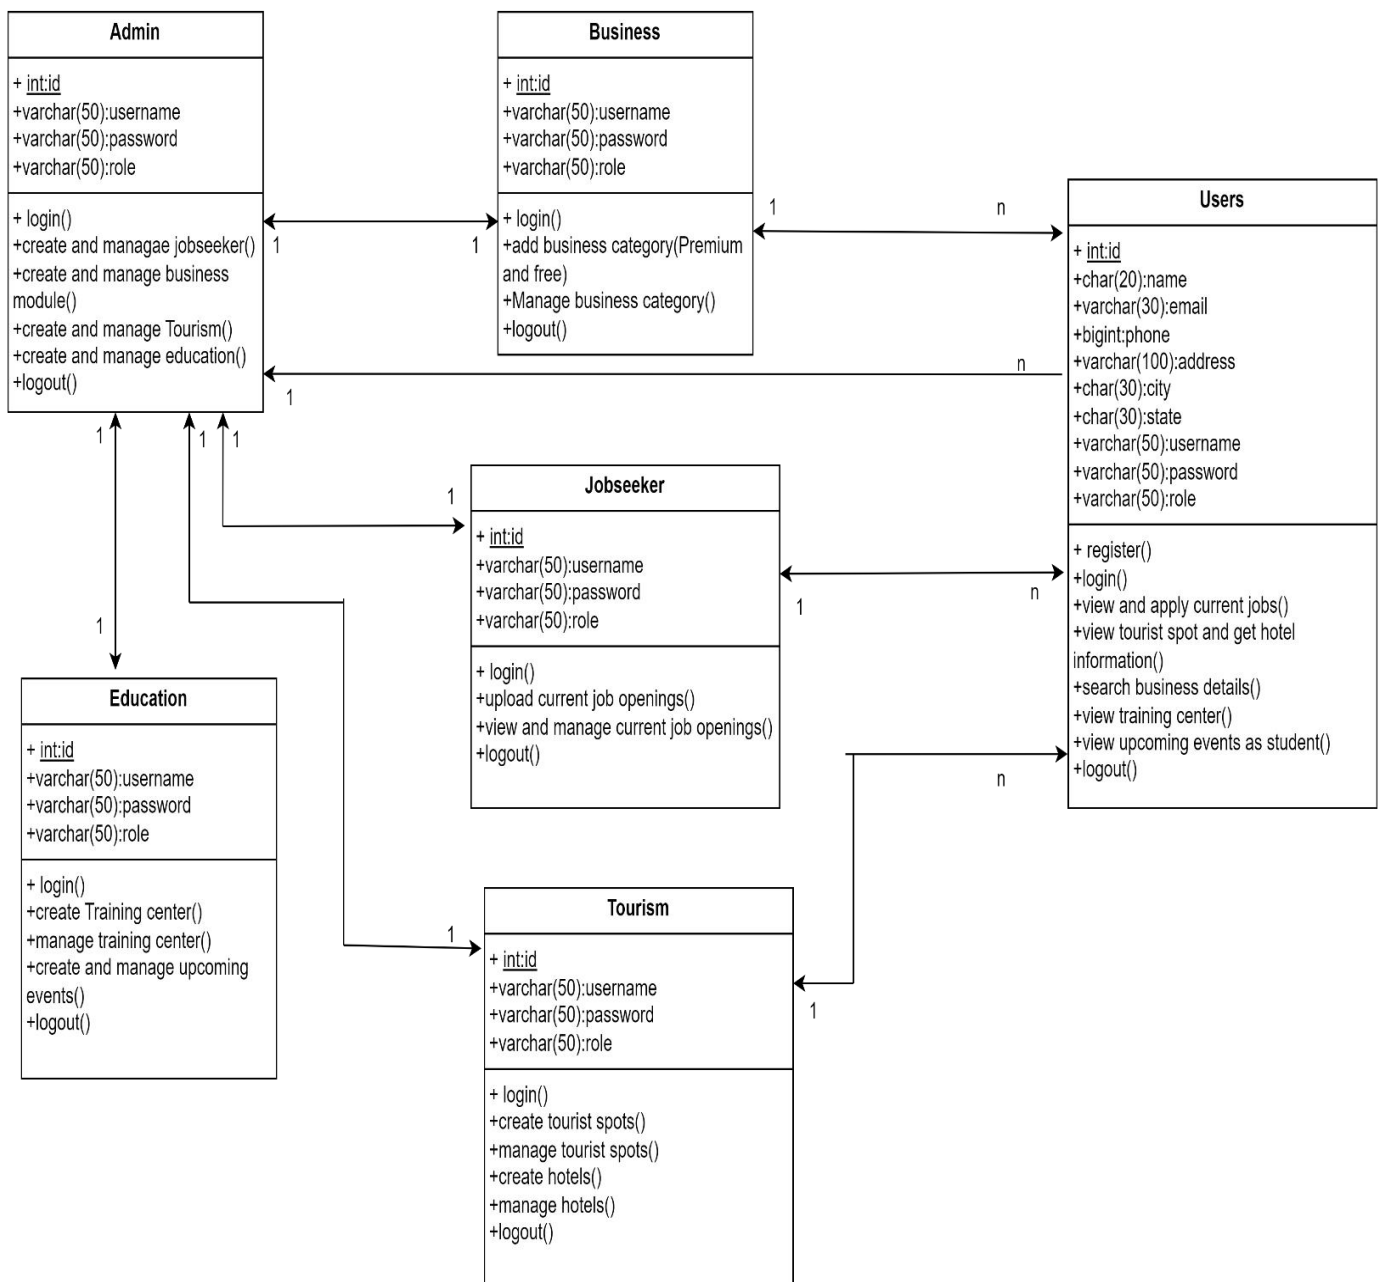 Admin
+ int:id
+varchar(50):username
+varchar(50):password
+varchar(50):role
+ login()
+create and managae jobseeker()
+create and manage business
module()
+create and manage Tourism()
+create and manage education()
+logout()
Business
+ int:id
+varchar(50):username
+varchar(50):password
+varchar(50):role
+ login()
+add business category(Premium
and free)
+Manage business category()
+logout()
Users
+ int:id
+char(20):name
+varchar(30):email
+bigint:phone
+varchar(100):address
+char(30):city
+char(30):state
+varchar(50):username
+varchar(50):password
+varchar(50):role
+ register()
+login()
+view and apply current jobs()
+view tourist spot and get hotel
information()
+search business details()
+view training center()
+view upcoming events as student()
+logout()
1
1
1
n
1
n
1
1
1
1
1
n
1
n
1
1
Jobseeker
+ int:id
+varchar(50):username
+varchar(50):password
+varchar(50):role
+ login()
+upload current job openings()
+view and manage current job openings()
+logout()
Education
+ int:id
+varchar(50):username
+varchar(50):password
+varchar(50):role
+ login()
+create Training center()
+manage training center()
+create and manage upcoming
events()
+logout()
Tourism
+ int:id
+varchar(50):username
+varchar(50):password
+varchar(50):role
+ login()
+create tourist spots()
+manage tourist spots()
+create hotels()
+manage hotels()
+logout()